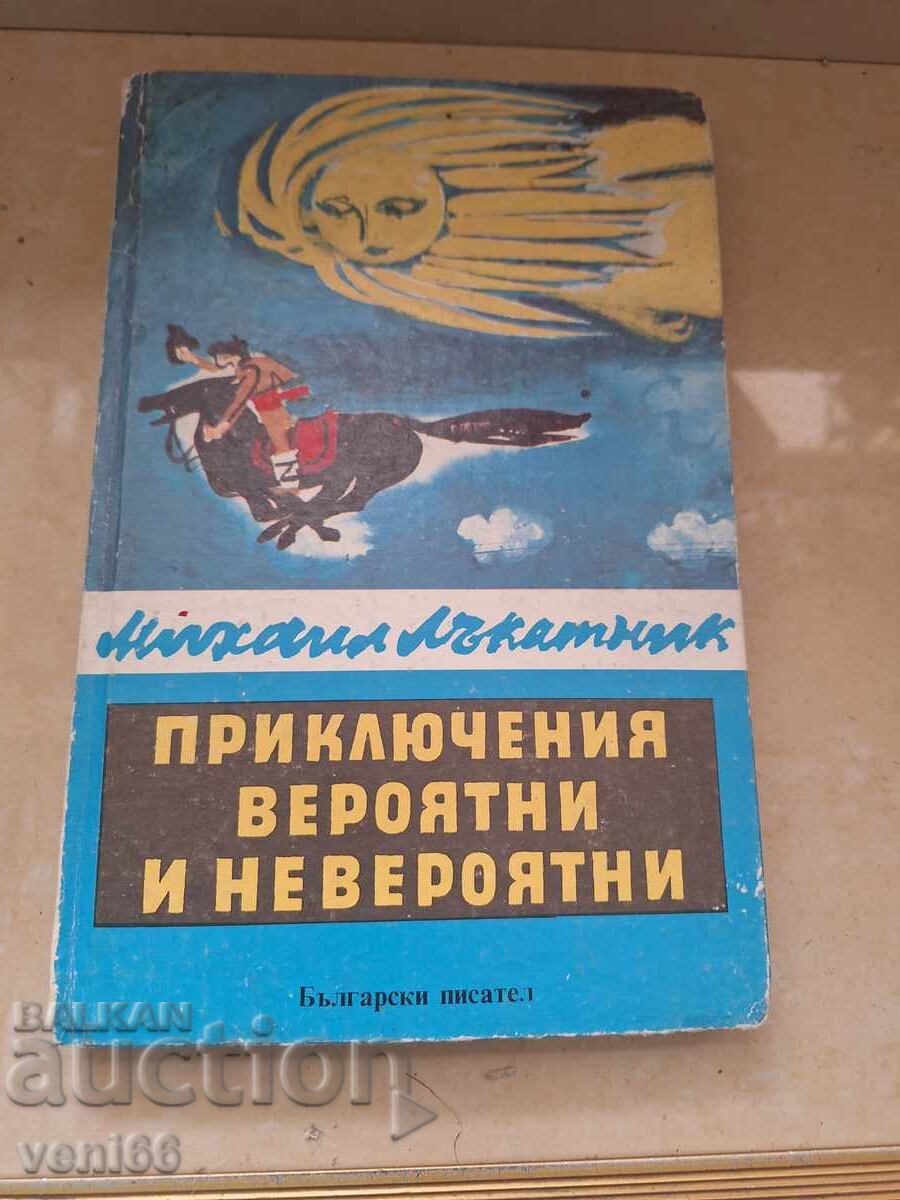 Михаил Лъкатник
ПРИКЛЮЧЕНИЯ
ВЕРОЯТНИ
И НЕВЕРОЯТНИ
Български писател
BALKAN
auction
veni66